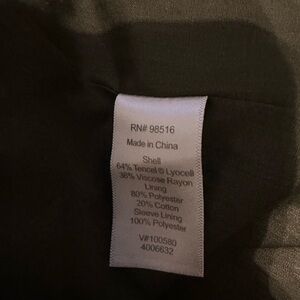 RN# 98516
Made in China
Shell
64% Tencel ® Lyocell
36% Viscose Rayon
Lining
80% Polyester
20% Cotton
Sleeve Lining
100% Polyester
V#100580
4006632